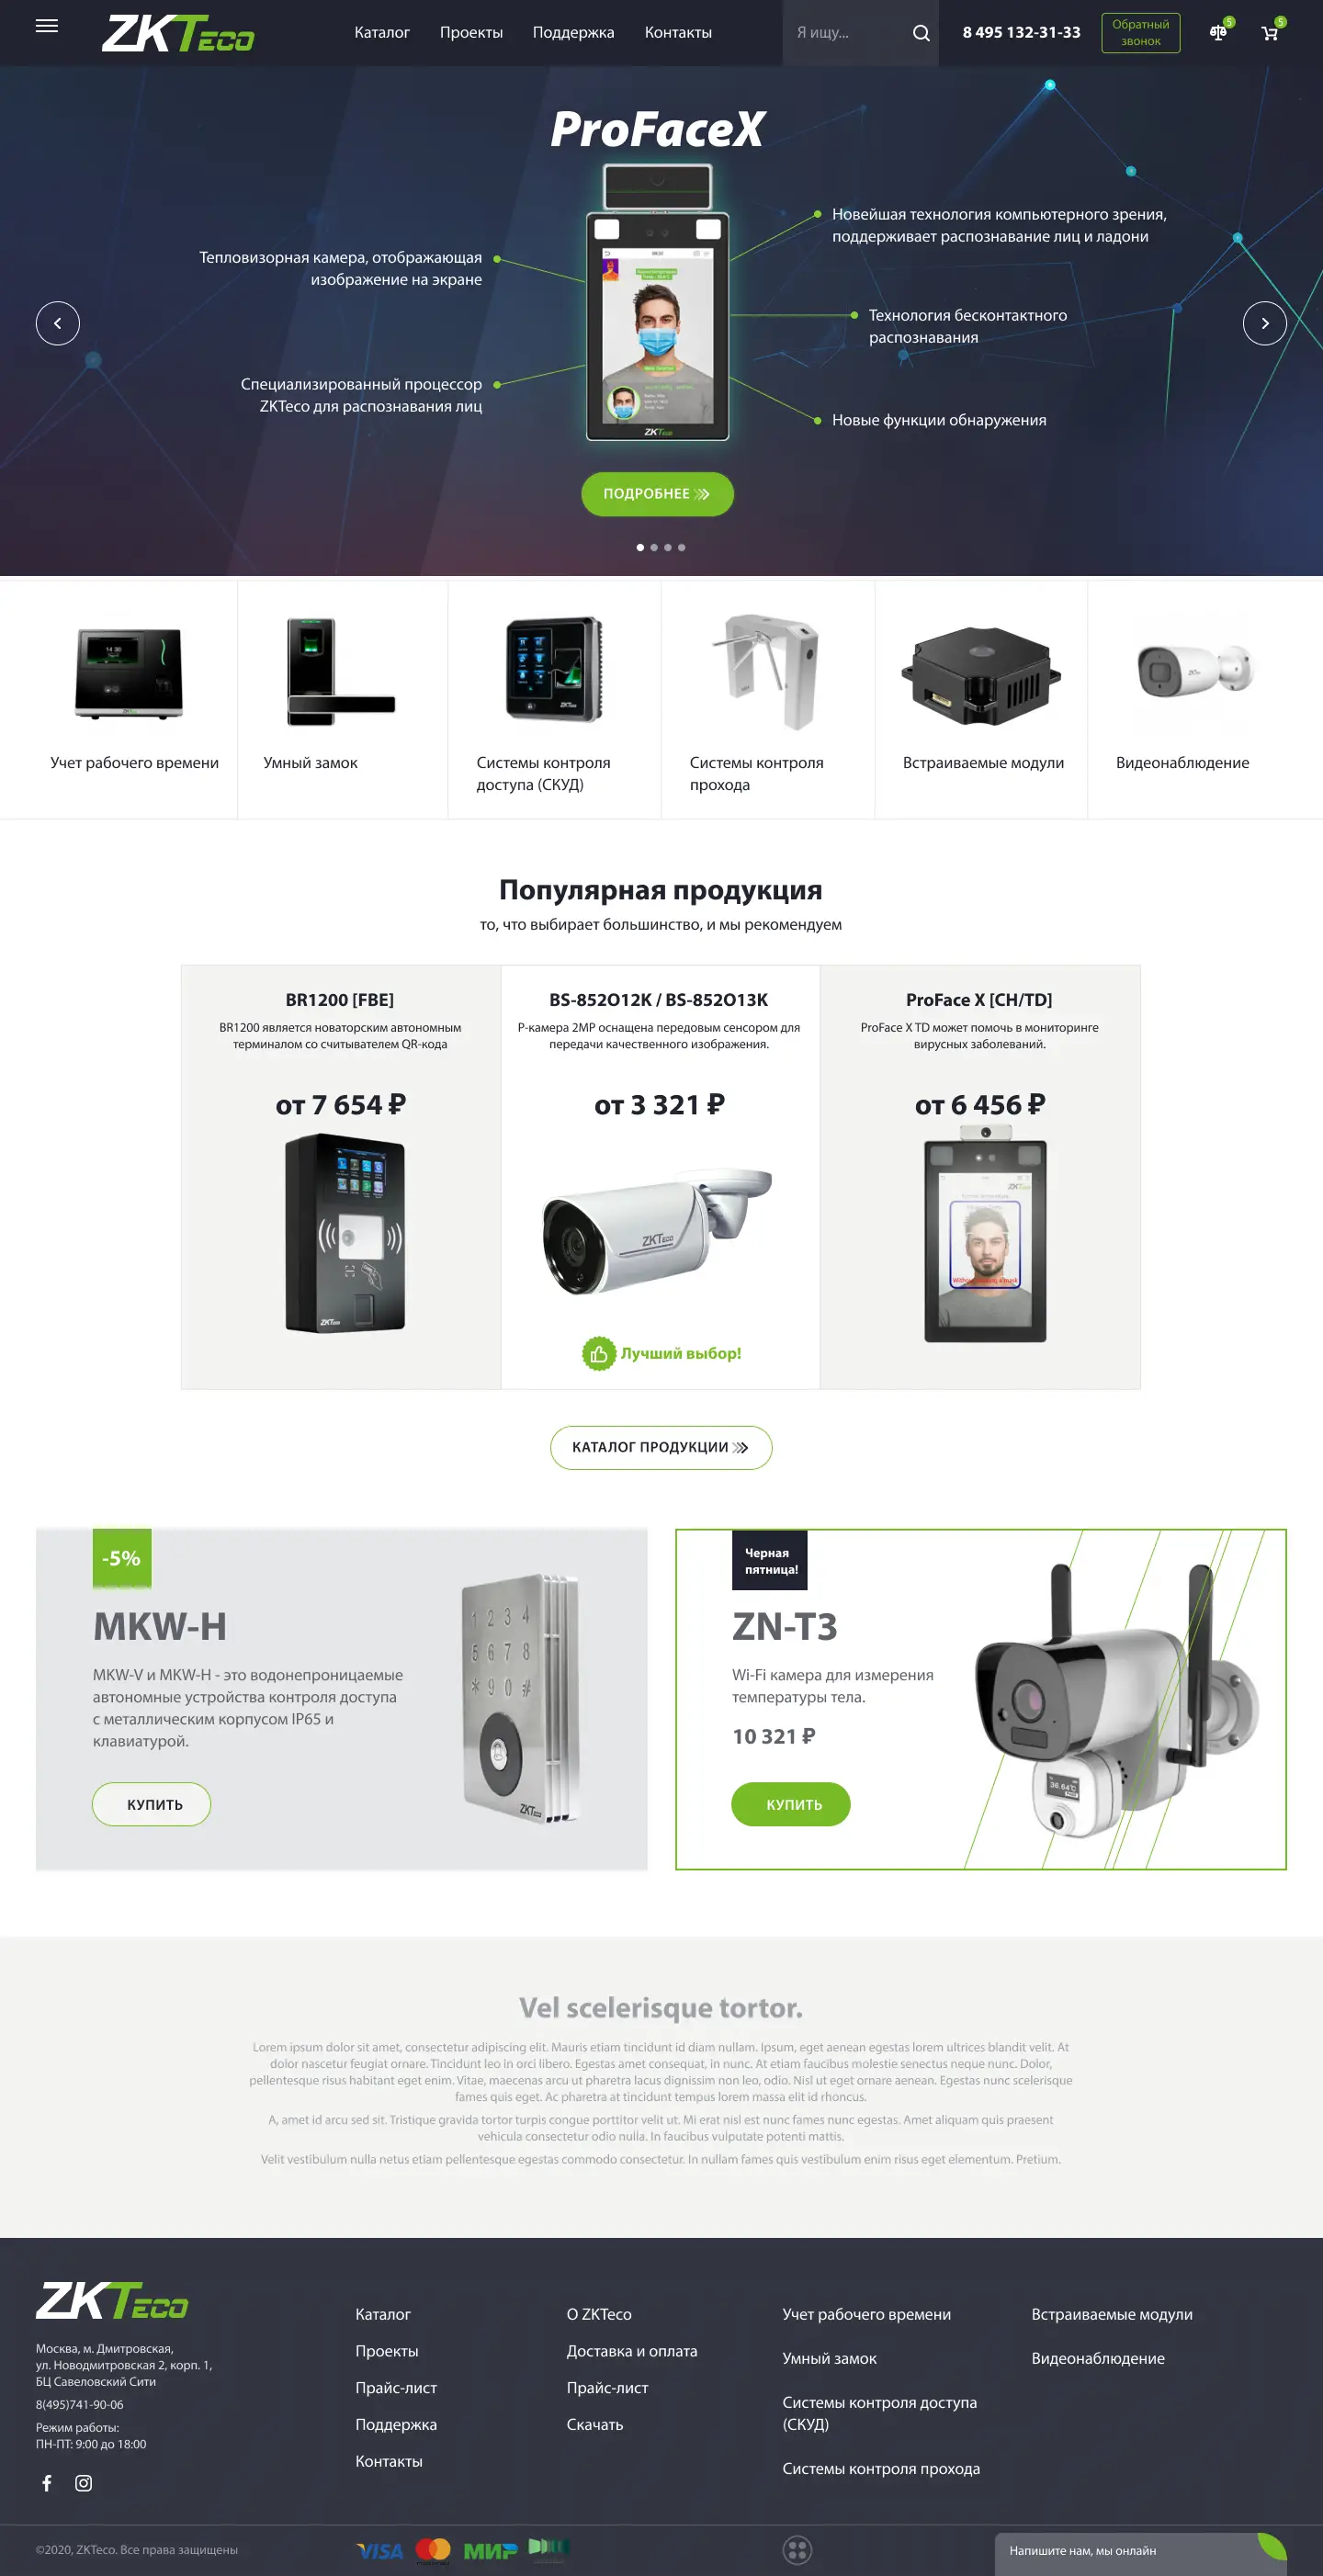 ZKTeco
Каталог
Проекты
Поддержка
Контакты
Я ищу...
8 495 132-31-33
Обратный
звонок
5
5
ProFaceX
Тепловизорная камера, отображающая
изображение на экране
Специализированный процессор
ZKTeco для распознавания лиц
Новейшая технология компьютерного зрения,
поддерживает распознавание лиц и ладони
Технология бесконтактного
распознавания
Новые функции обнаружения
ZKTeco
ПОДРОБНЕЕ
Учет рабочего времени
Умный замок
Системы контроля
доступа (СКУД)
Системы контроля
прохода
Встраиваемые модули
Видеонаблюдение
Популярная продукция
то, что выбирает большинство, и мы рекомендуем
BR1200 [FBE]
BR1200 является новаторским автономным
терминалом со считывателем QR-кода
от 7 654 ₽
ZKTeco
BS-852O12K / BS-852O13K
P-камера 2MP оснащена передовым сенсором для
передачи качественного изображения.
от 3 321 ₽
ZKTeco
Лучший выбор!
ProFace X [CH/TD]
ProFace X TD может помочь в мониторинге
вирусных заболеваний.
от 6 456 ₽
ZKTeco
КАТАЛОГ ПРОДУКЦИИ
-5%
MKW-H
MKW-V и MKW-H - это водонепроницаемые
автономные устройства контроля доступа
с металлическим корпусом IP65 и
клавиатурой.
КУПИТЬ
1 2 3 4
5 6 7 8
* 9 0 #
ZKTeco
Черная
пятница!
ZN-T3
Wi-Fi камера для измерения
температуры тела.
10 321 ₽
КУПИТЬ
36.64℃
Vel scelerisque tortor.
Lorem ipsum dolor sit amet, consectetur adipiscing elit. Mauris etiam tincidunt id diam nullam. Ipsum, eget aenean egestas lorem ultrices blandit velit. At
dolor nascetur feugiat ornare. Tincidunt leo in orci libero. Egestas amet consequat, in nunc. At etiam faucibus molestie senectus neque nunc. Dolor,
pellentesque risus habitant eget enim. Vitae, maecenas arcu ut pharetra lacus dignissim non leo, odio. Nisl ut eget ornare aenean. Egestas nunc scelerisque
fames quis eget. Ac pharetra at tincidunt tempus lorem massa elit id rhoncus.
A, amet id arcu sed sit. Tristique gravida tortor turpis congue porttitor velit ut. Mi erat nisl est nunc fames nunc egestas. Amet aliquam quis praesent
vehicula consectetur odio nulla. In faucibus vulputate potenti mattis.
Velit vestibulum nulla netus etiam pellentesque egestas commodo consectetur. In nullam fames quis vestibulum enim risus eget elementum. Pretium.
ZKTeco
Москва, м. Дмитровская,
ул. Новодмитровская 2, корп. 1,
БЦ Савеловский Сити
8(495)741-90-06
Режим работы:
ПН-ПТ: 9:00 до 18:00
Каталог
Проекты
Прайс-лист
Поддержка
Контакты
О ZKTeco
Доставка и оплата
Прайс-лист
Скачать
Учет рабочего времени
Умный замок
Системы контроля доступа
(СКУД)
Системы контроля прохода
Встраиваемые модули
Видеонаблюдение
©2020, ZKTeco. Все права защищены
VISA
МИР
Напишите нам, мы онлайн